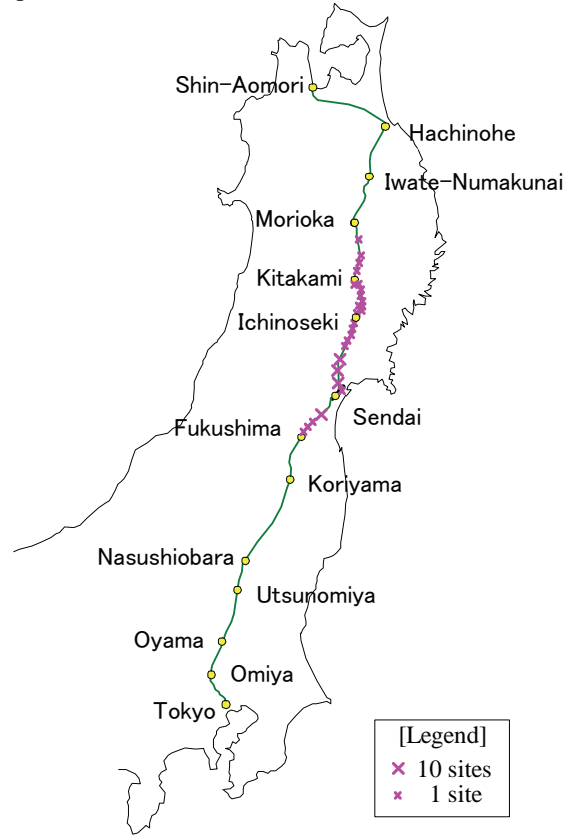 Shin-Aomori
Hachinohe
Iwate-Numakunai
Morioka
Kitakami
Ichinoseki
Sendai
Fukushima
Koriyama
Nasushiobara
Utsunomiya
Oyama
Omiya
Tokyo
[Legend]
10 sites
1 site